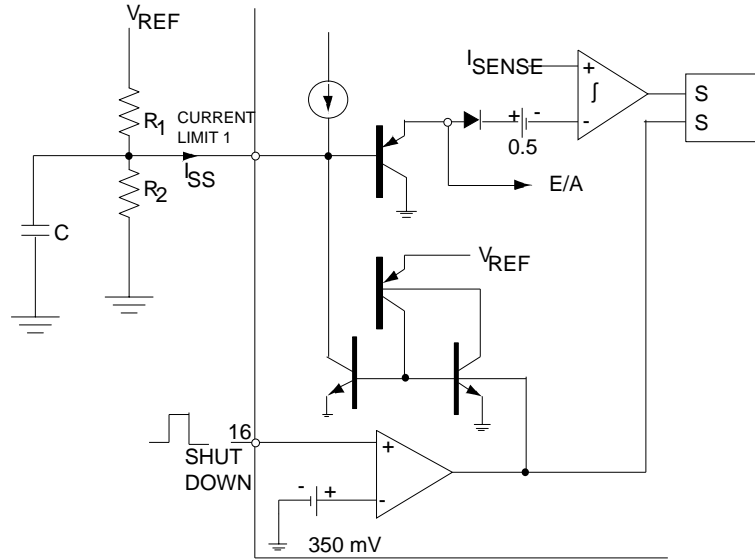 VREF
R1
CURRENT
LIMIT 1
ISS
R2
C
ISENSE
+
∫
-
S
S
+ -
0.5
E/A
VREF
16
SHUT
DOWN
+
-
- +
350 mV